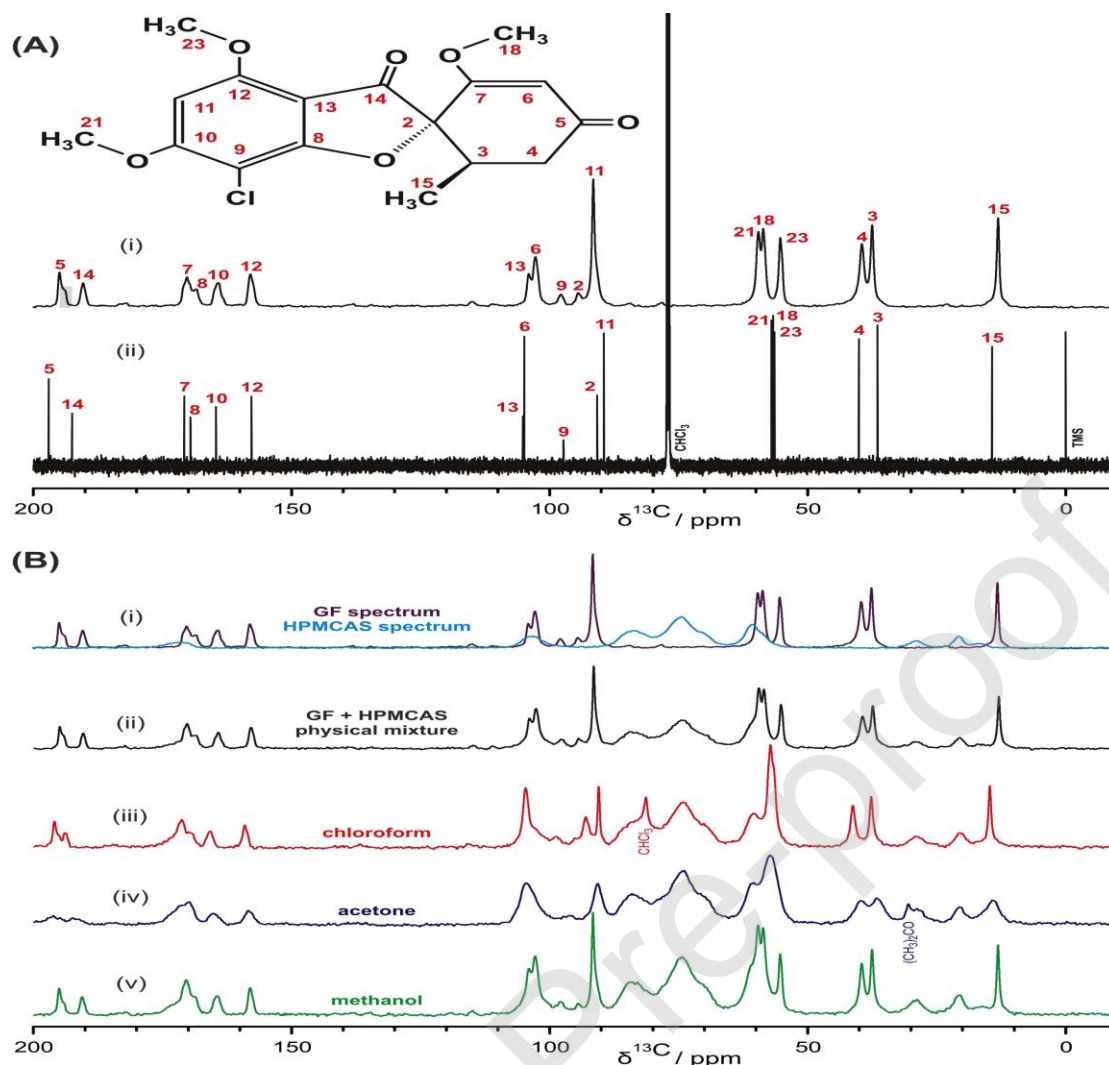 (A)
H₃C
23
O
O
CH₃
18
O
11
12
13
14
7
6
21
H₃C
10
2
5
O
O
9
8
3
4
Cl
O
H₃C
15
(i)
5
14
7
8
10
12
13
6
9
2
11
21
18
23
4
3
15
(ii)
5
14
7
8
10
12
13
6
9
2
11
CHCl₃
21
18
23
4
3
15
TMS
200
150
100
50
0
δ¹³C / ppm
(B)
(i)
GF spectrum
HPMCAS spectrum
(ii)
GF + HPMCAS
physical mixture
(iii)
chloroform
CHCl₃
(iv)
acetone
(CH₃)₂CO
(v)
methanol
200
150
100
50
0
δ¹³C / ppm
Pre-proof